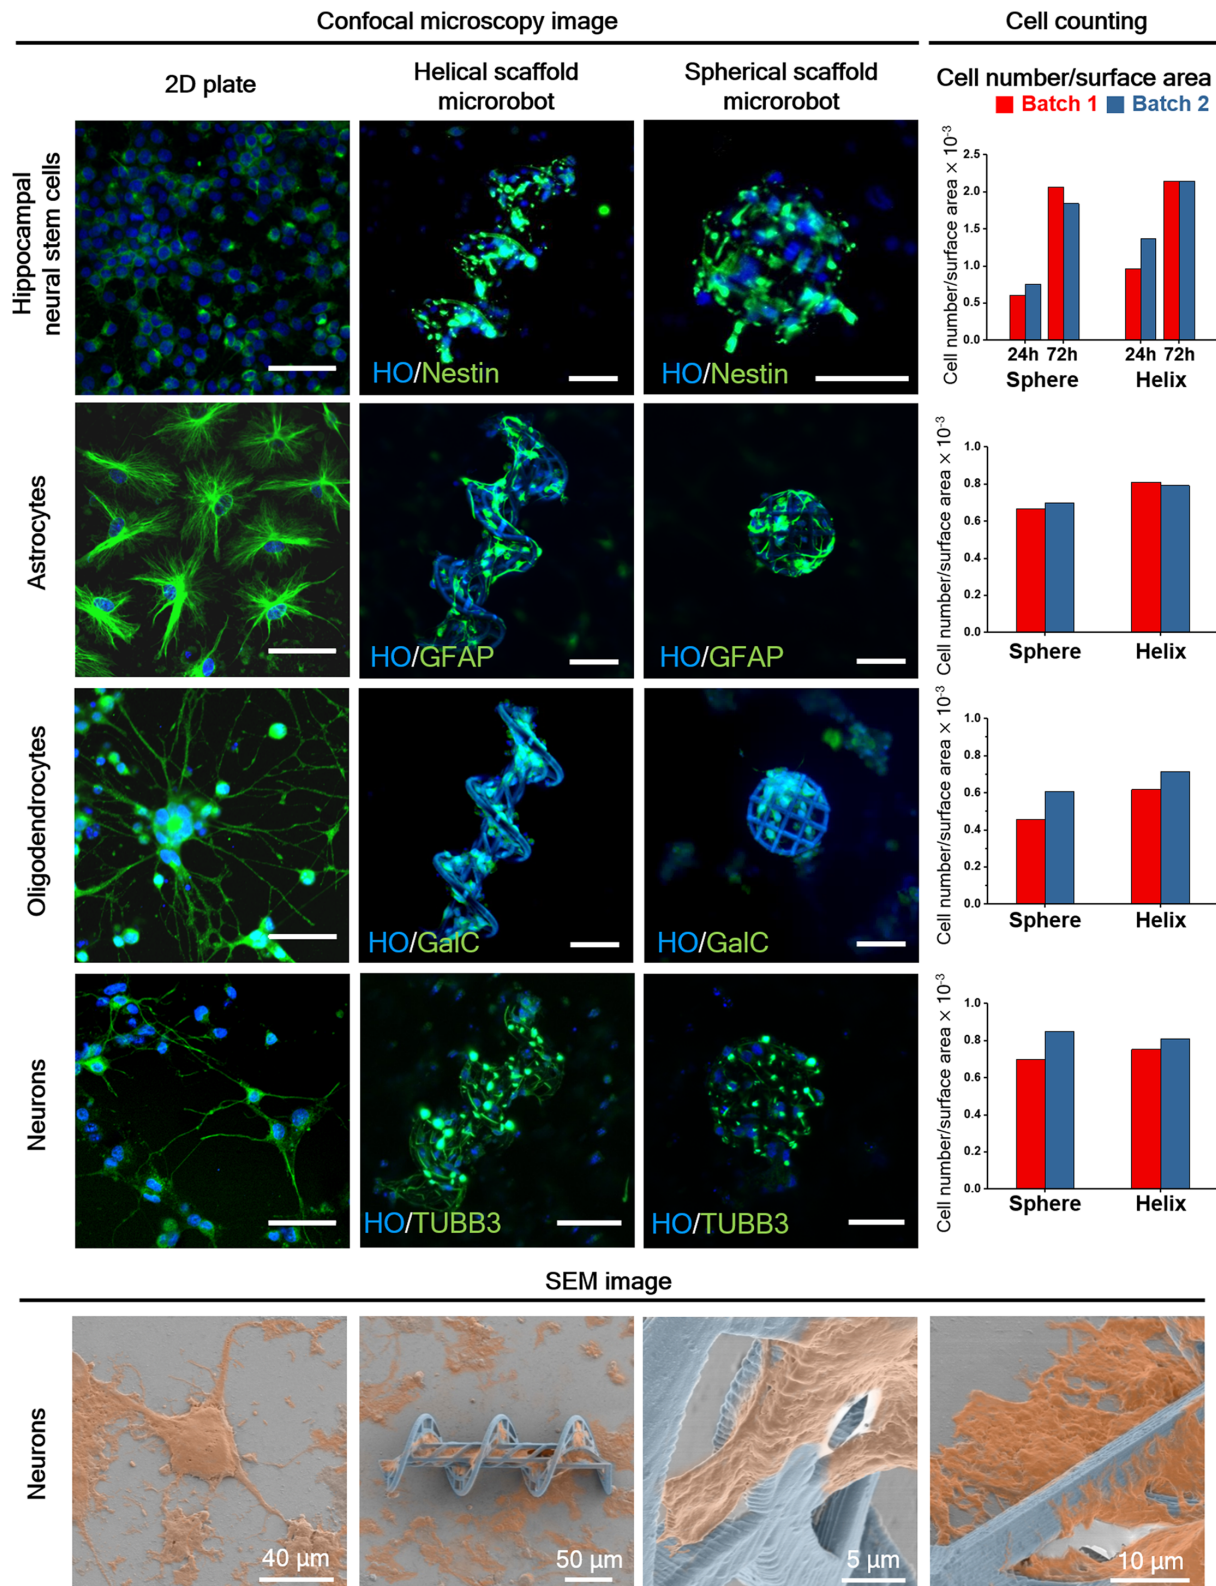 Confocal microscopy image
Cell counting
2D plate
Helical scaffold
microrobot
Spherical scaffold
microrobot
Cell number/surface area
Batch 1 Batch 2
Hippocampal
neural stem cells
HO/Nestin
HO/Nestin
Cell number/surface area × 10⁻³
2.5
2.0
1.5
1.0
0.5
0.0
24h 72h 24h 72h
Sphere Helix
Astrocytes
HO/GFAP
HO/GFAP
Cell number/surface area × 10⁻³
1.0
0.8
0.6
0.4
0.2
0.0
Sphere Helix
Oligodendrocytes
HO/GalC
HO/GalC
Cell number/surface area × 10⁻³
1.0
0.8
0.6
0.4
0.2
0.0
Sphere Helix
Neurons
HO/TUBB3
HO/TUBB3
Cell number/surface area × 10⁻³
1.0
0.8
0.6
0.4
0.2
0.0
Sphere Helix
SEM image
Neurons
40 µm
50 µm
5 µm
10 µm